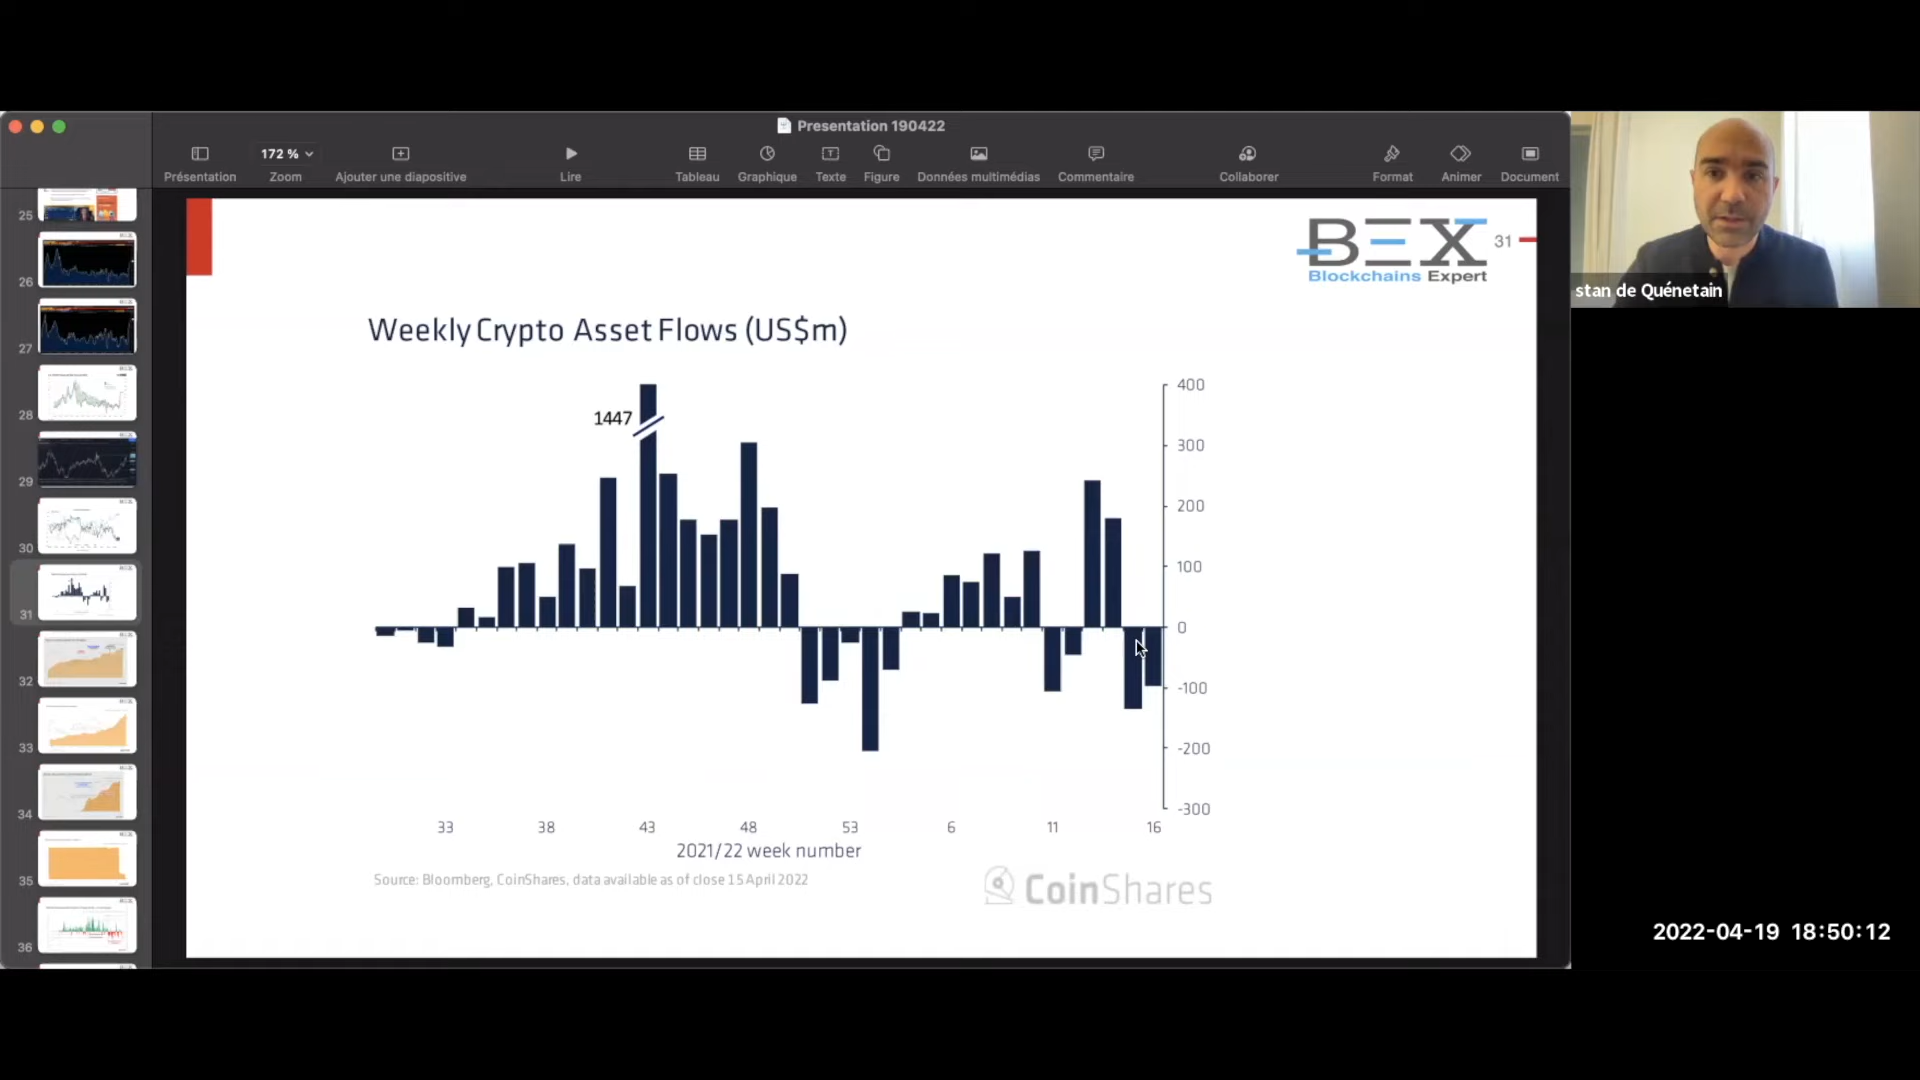 Presentation 190422
172 %
Présentation
Zoom
Ajouter une diapositive
Lire
Tableau
Graphique
Texte
Figure
Données multimédias
Commentaire
Collaborer
Format
Animer
Document
25
26
27
28
29
30
31
32
33
34
35
36
BEX
Blockchains Expert
31
Weekly Crypto Asset Flows (US$m)
1447
400
300
200
100
0
-100
-200
-300
33
38
43
48
53
6
11
16
2021/22 week number
Source: Bloomberg, CoinShares, data available as of close 15 April 2022
CoinShares
stan de Quénetain
2022-04-19 18:50:12